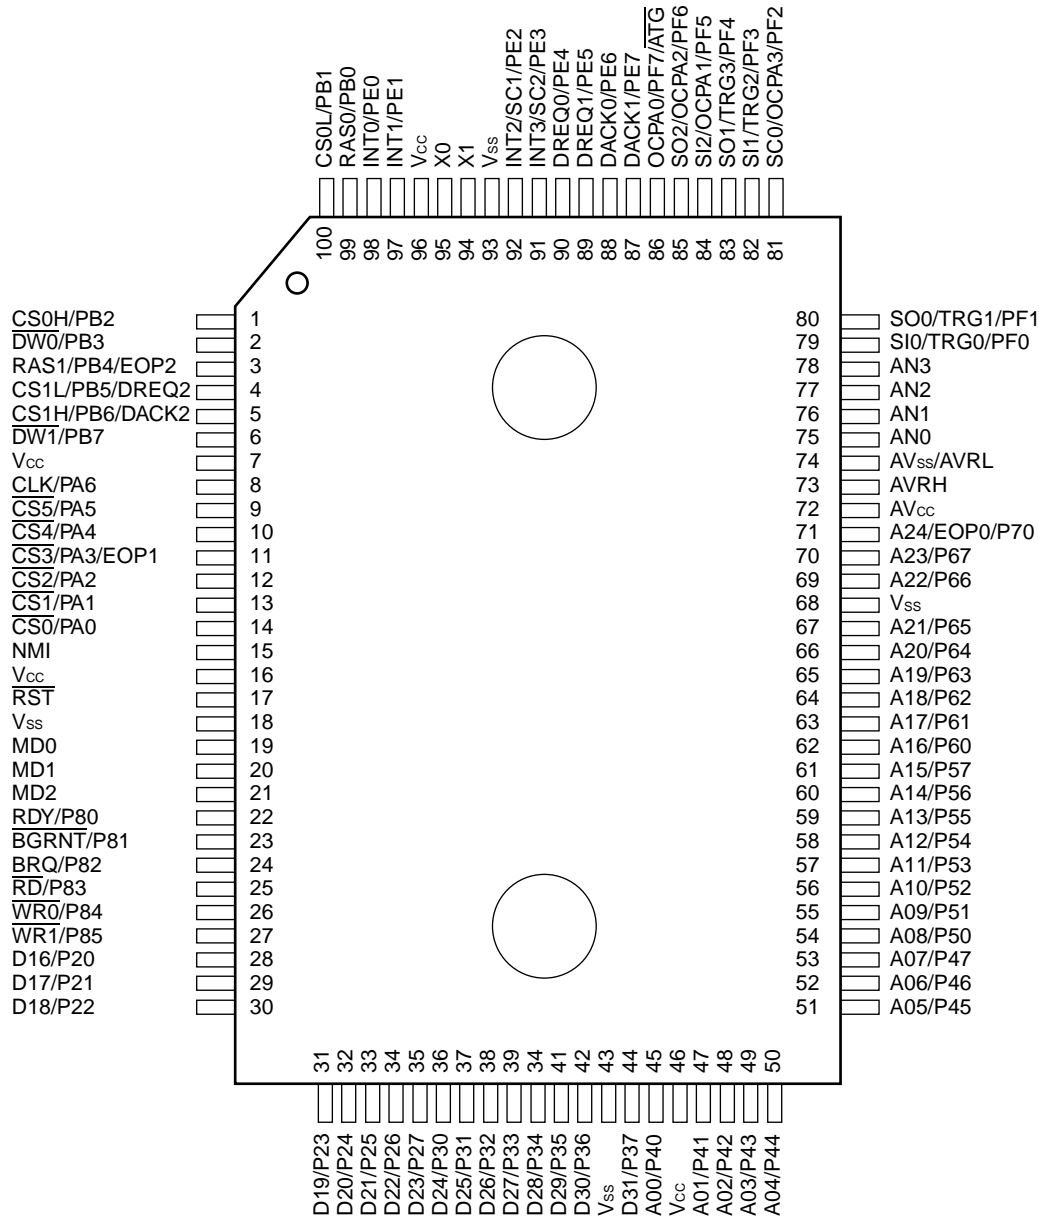 CS0L/PB1
RAS0/PB0
INT0/PE0
INT1/PE1
Vcc
X0
X1
Vss
INT2/SC1/PE2
INT3/SC2/PE3
DREQ0/PE4
DREQ1/PE5
DACK0/PE6
DACK1/PE7
OCPA0/PF7/ATG
SO2/OCPA2/PF6
SI2/OCPA1/PF5
SO1/TRG3/PF4
SI1/TRG2/PF3
SC0/OCPA3/PF2
100
99
98
97
96
95
94
93
92
91
90
89
88
87
86
85
84
83
82
81
CS0H/PB2 1
DW0/PB3 2
RAS1/PB4/EOP2 3
CS1L/PB5/DREQ2 4
CS1H/PB6/DACK2 5
DW1/PB7 6
Vcc 7
CLK/PA6 8
CS5/PA5 9
CS4/PA4 10
CS3/PA3/EOP1 11
CS2/PA2 12
CS1/PA1 13
CS0/PA0 14
NMI 15
Vcc 16
RST 17
Vss 18
MD0 19
MD1 20
MD2 21
RDY/P80 22
BGRNT/P81 23
BRQ/P82 24
RD/P83 25
WR0/P84 26
WR1/P85 27
D16/P20 28
D17/P21 29
D18/P22 30
80 SO0/TRG1/PF1
79 SI0/TRG0/PF0
78 AN3
77 AN2
76 AN1
75 AN0
74 AVss/AVRL
73 AVRH
72 AVcc
71 A24/EOP0/P70
70 A23/P67
69 A22/P66
68 Vss
67 A21/P65
66 A20/P64
65 A19/P63
64 A18/P62
63 A17/P61
62 A16/P60
61 A15/P57
60 A14/P56
59 A13/P55
58 A12/P54
57 A11/P53
56 A10/P52
55 A09/P51
54 A08/P50
53 A07/P47
52 A06/P46
51 A05/P45
31
32
33
34
35
36
37
38
39
34
41
42
43
44
45
46
47
48
49
50
D19/P23
D20/P24
D21/P25
D22/P26
D23/P27
D24/P30
D25/P31
D26/P32
D27/P33
D28/P34
D29/P35
D30/P36
Vss
D31/P37
A00/P40
Vcc
A01/P41
A02/P42
A03/P43
A04/P44